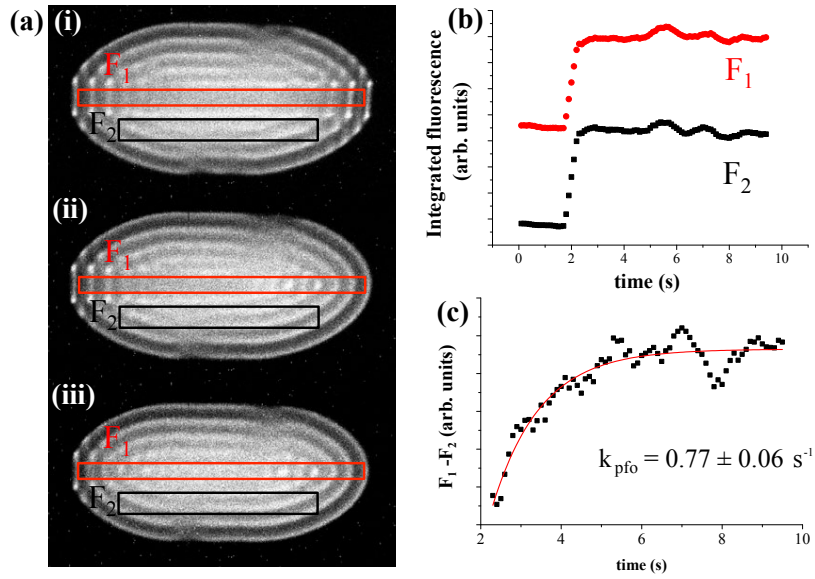 (a)
(i)
F1
F2
(ii)
F1
F2
(iii)
F1
F2
(b)
Integrated fluorescence
(arb. units)
F1
F2
0 2 4 6 8 10
time (s)
(c)
F1 -F2 (arb. units)
kpfo = 0.77 ± 0.06 s-1
2 4 6 8 10
time (s)